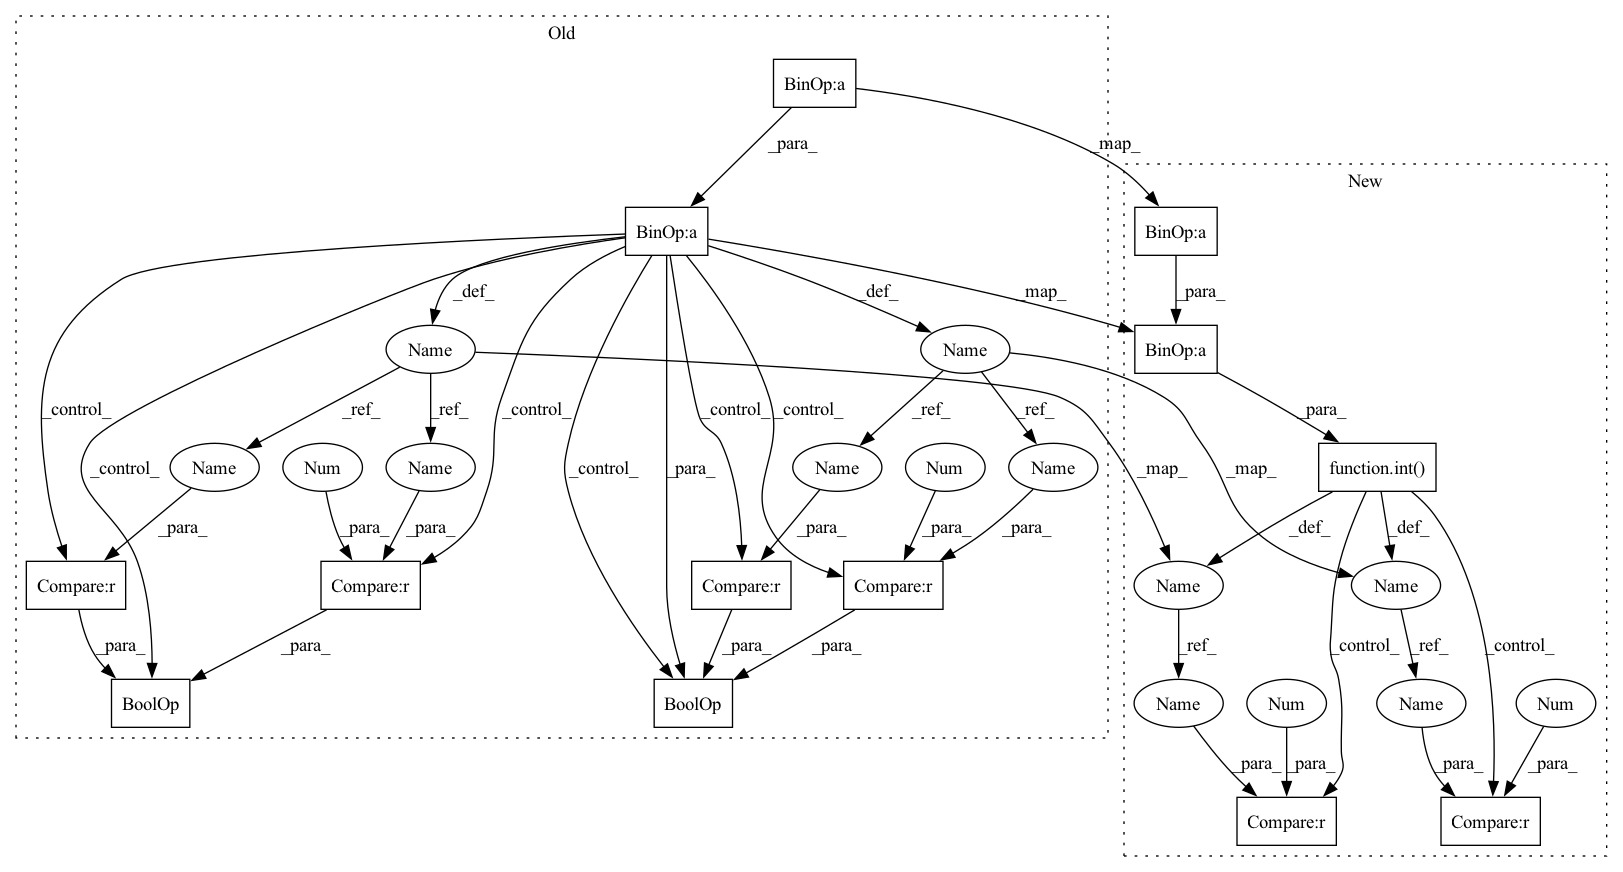 Old
BinOp:a
_para_
_map_
New
BinOp:a
BinOp:a
_def_
_def_
_map_
_para_
Name
Name
BinOp:a
_control_
_ref_
_ref_
_control_
_control_
_control_
_ref_
_ref_
_para_
_control_
_control_
_para_
_map_
_map_
Name
Num
Name
Name
Num
Name
function.int()
_para_
_para_
_para_
_para_
_para_
_para_
_def_
_def_
Compare:r
Compare:r
Compare:r
Compare:r
Name
Name
_para_
_para_
_para_
_para_
_ref_
_control_
_ref_
_control_
BoolOp
BoolOp
Name
Num
Name
Num
_para_
_para_
_para_
_para_
Compare:r
Compare:r